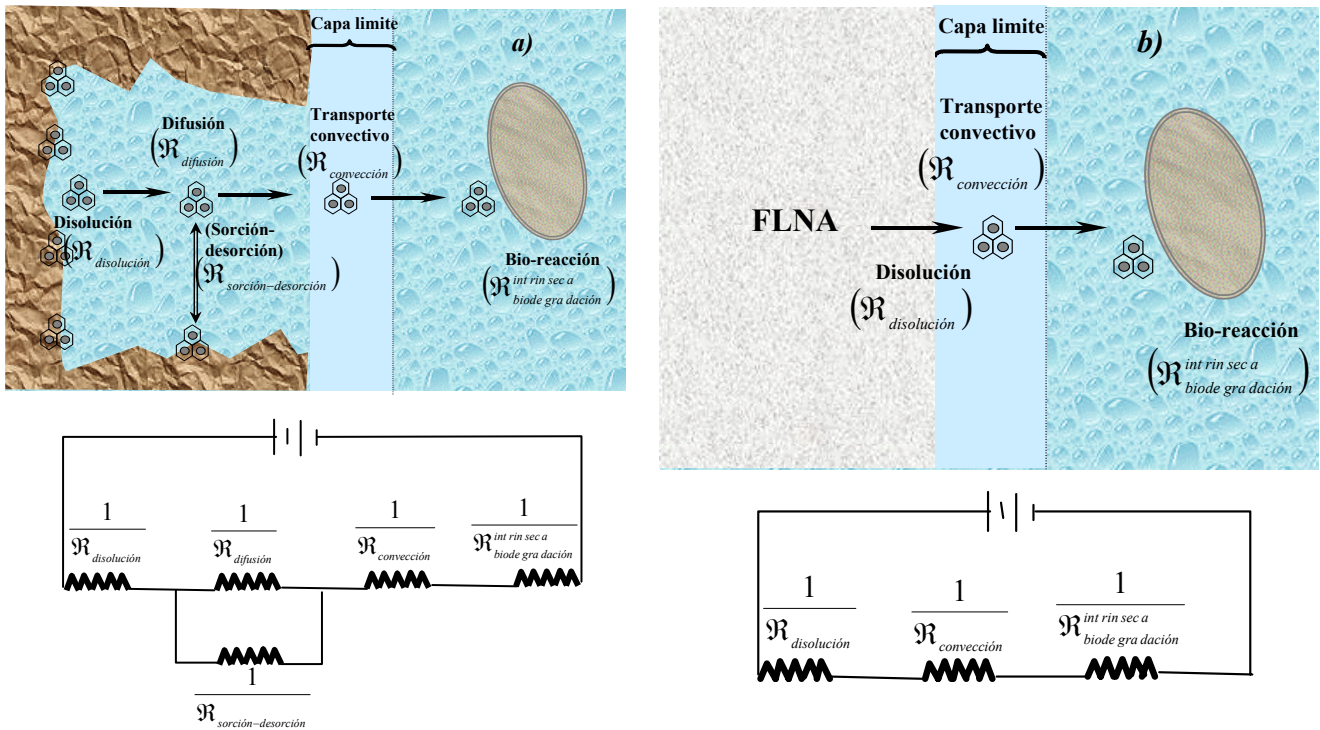 Capa limite
a)
Difusión
(ℜ difusión)
Transporte
convectivo
(ℜ convección)
Disolución
(ℜ disolución)
(Sorción-
desorción)
(ℜ sorción−desorción)
Bio-reacción
(ℜ int rin sec a
biode gra dación)
1
ℜ disolución
1
ℜ difusión
1
ℜ convección
1
ℜ int rin sec a
biode gra dación
1
ℜ sorción−desorción
Capa limite
b)
Transporte
convectivo
(ℜ convección)
FLNA
Disolución
(ℜ disolución)
Bio-reacción
(ℜ int rin sec a
biode gra dación)
1
ℜ disolución
1
ℜ convección
1
ℜ int rin sec a
biode gra dación